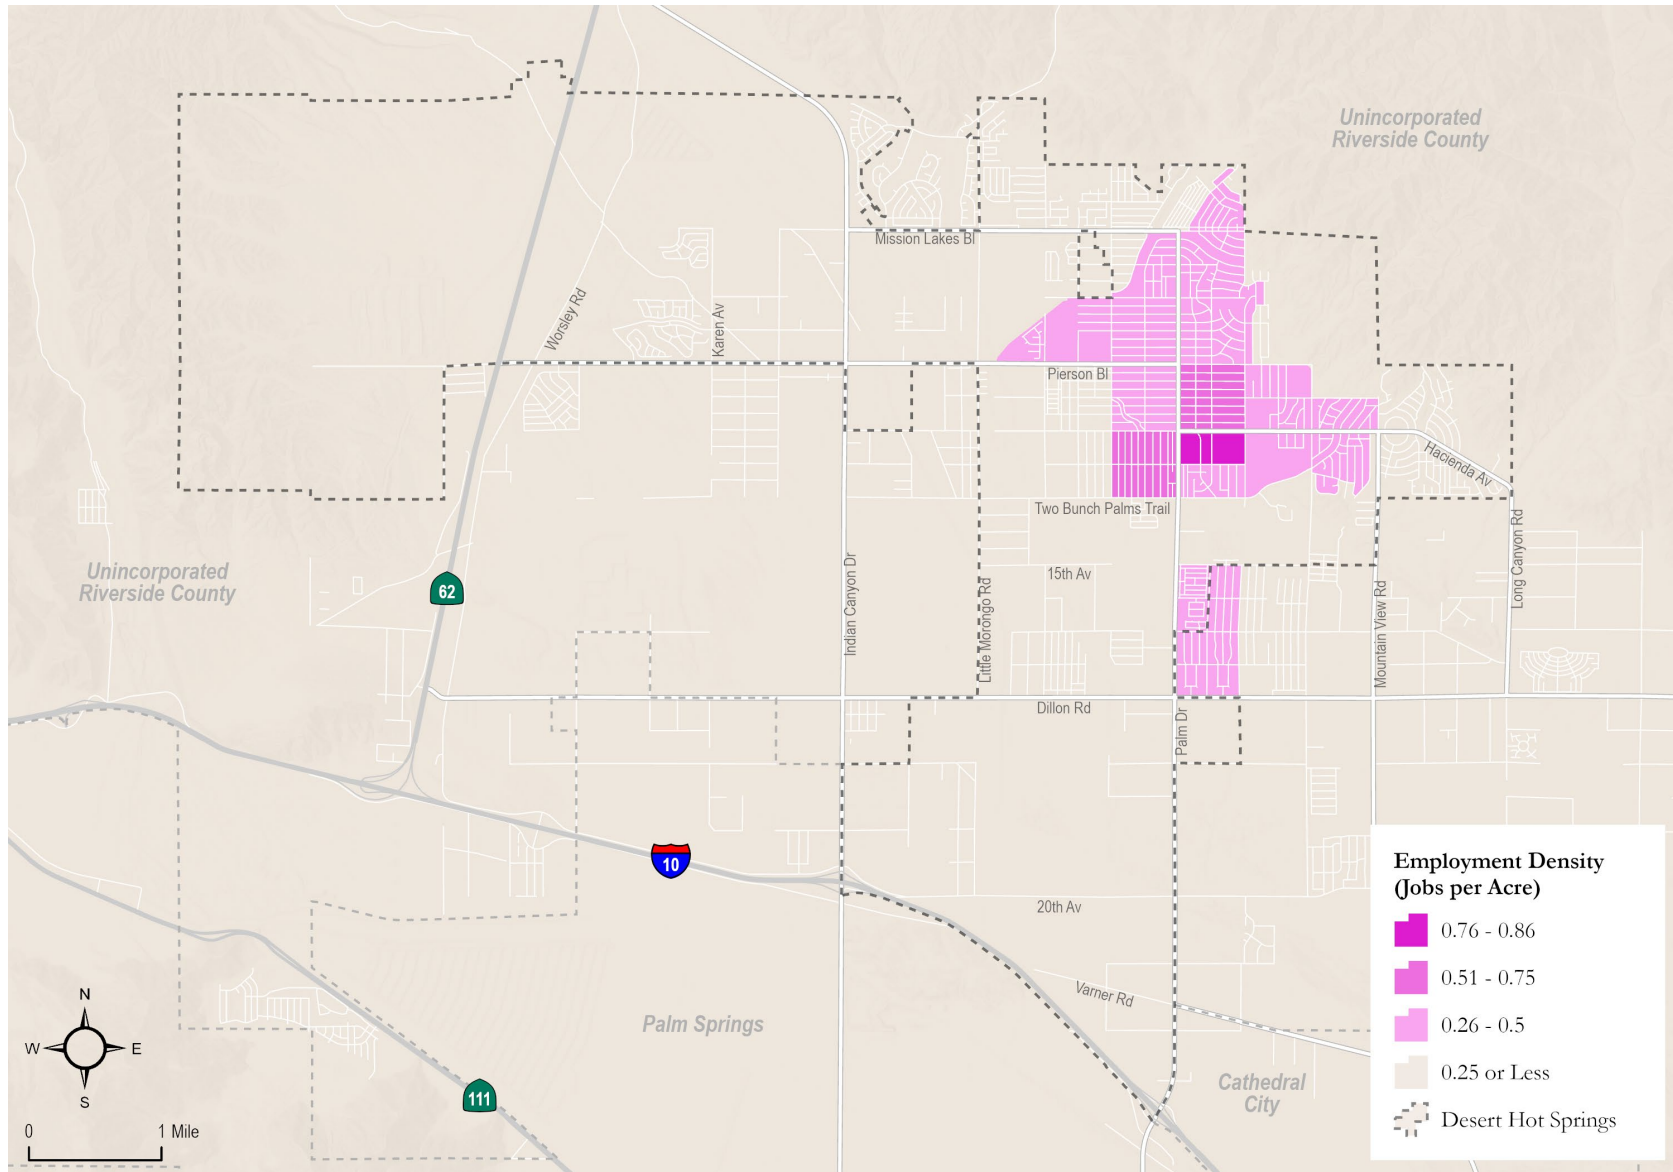 Unincorporated
Riverside County
Mission Lakes Bl
Worsley Rd
Karen Av
Pierson Bl
Hacienda Av
Two Bunch Palms Trail
Long Canyon Rd
Unincorporated
Riverside County
62
Indian Canyon Dr
15th Av
Little Morongo Rd
Mountain View Rd
Dillon Rd
Palm Dr
10
20th Av
Varner Rd
Palm Springs
Cathedral
City
111
N
W
E
S
0
1 Mile
Employment Density
(Jobs per Acre)
0.76 - 0.86
0.51 - 0.75
0.26 - 0.5
0.25 or Less
Desert Hot Springs